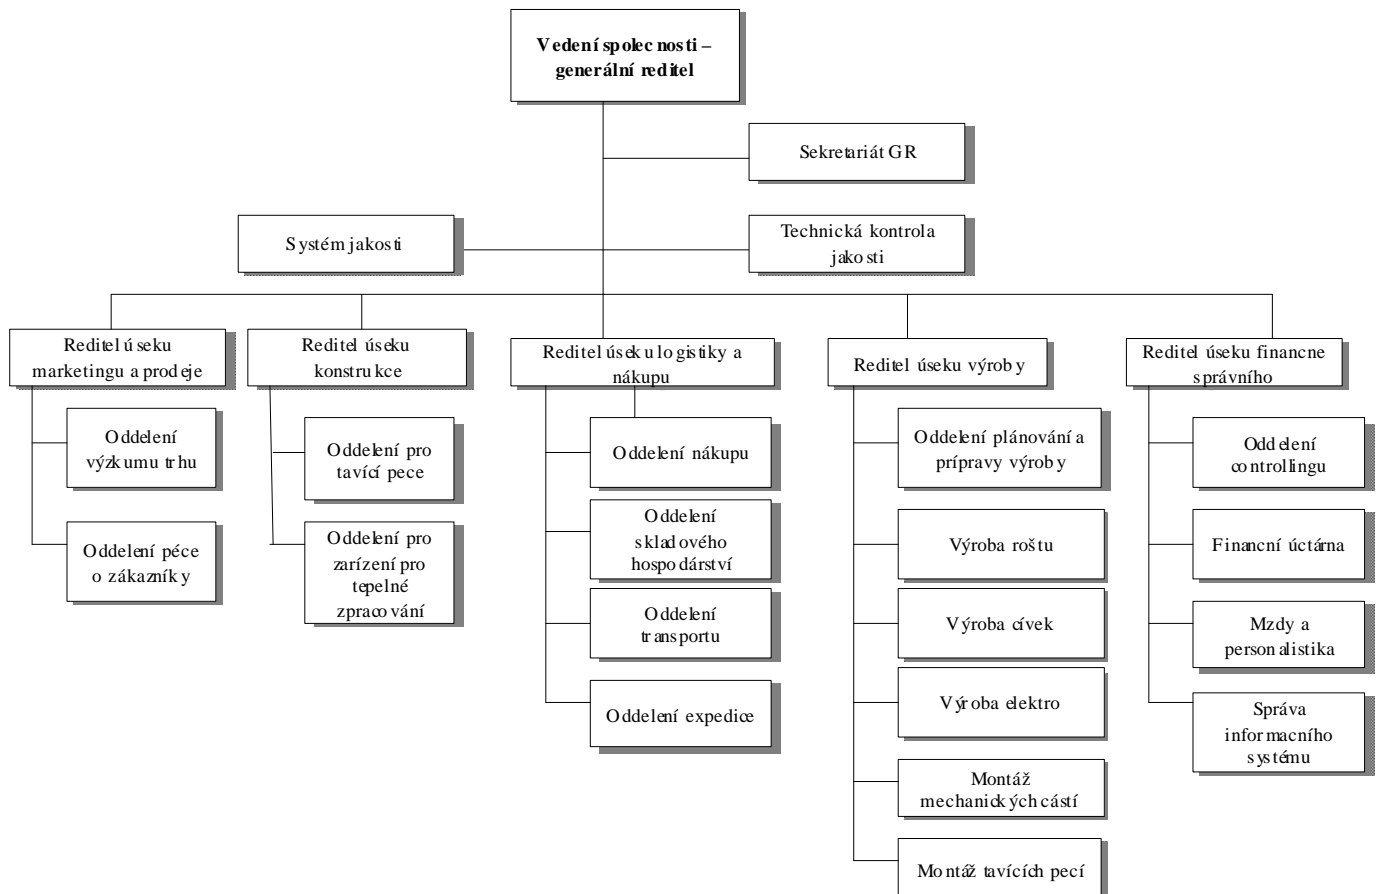 Vedení spolecnosti –
generální reditel
Sekretariát GR
Systém jakosti
Technická kontrola
jakosti
Reditel úseku
marketingu a prodeje
Reditel úseku
konstrukce
Reditel úseku logistiky a
nákupu
Reditel úseku výroby
Reditel úseku financne
správního
Oddelení
výzkumu trhu
Oddelení péce
o zákazníky
Oddelení pro
tavící pece
Oddelení pro
zarízení pro
tepelné
zpracování
Oddelení nákupu
Oddelení
skladového
hospodárství
Oddelení
transportu
Oddelení expedice
Oddelení plánování a
prípravy výroby
Výroba roštu
Výroba cívek
Výroba elektro
Montáž
mechanických cástí
Montáž tavících pecí
Oddelení
controllingu
Financní úctárna
Mzdy a
personalistika
Správa
informacního
systému